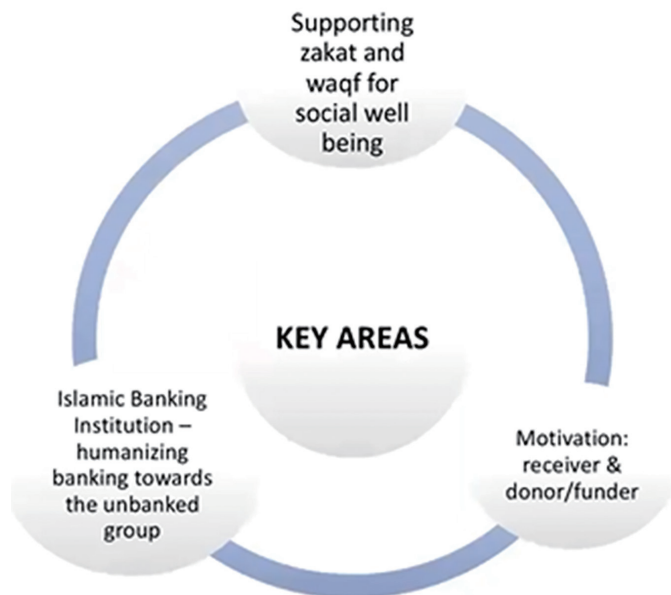 Supporting
zakat and
waqf for
social well
being
KEY AREAS
Islamic Banking
Institution –
humanizing
banking towards
the unbanked
group
Motivation:
receiver &
donor/funder